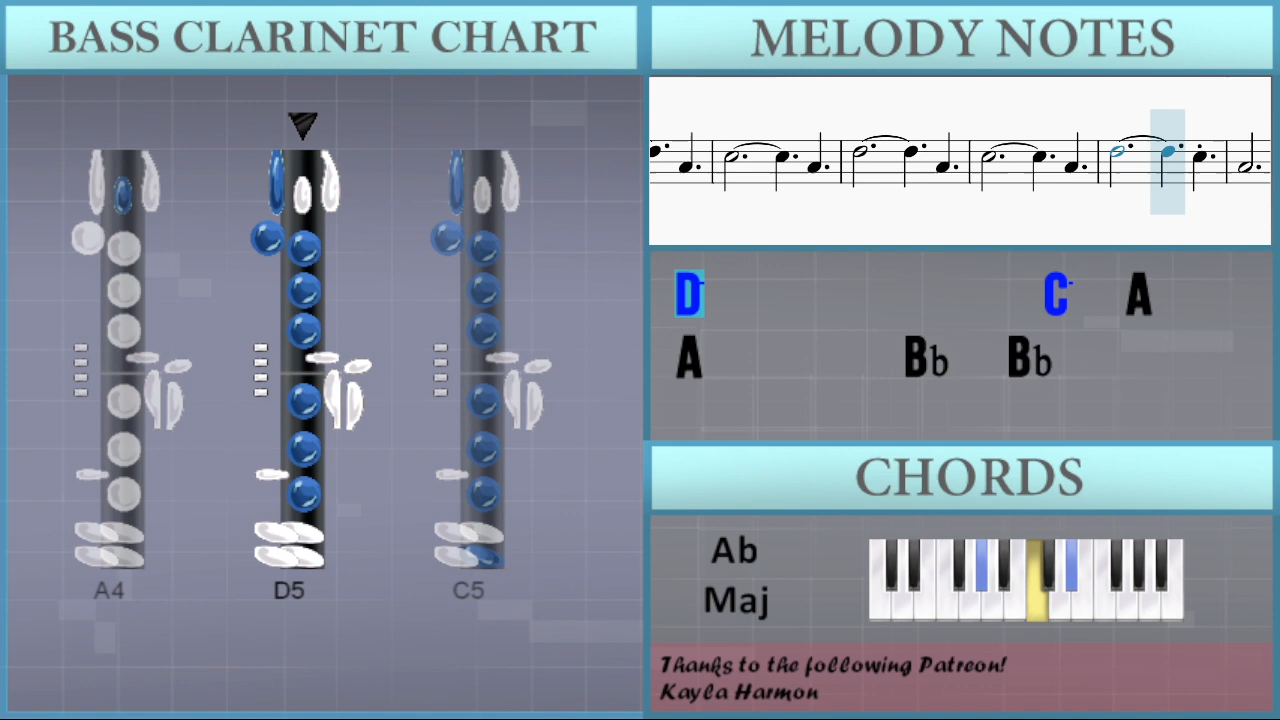 BASS CLARINET CHART
A4 D5 C5
MELODY NOTES
D- C- A
A Bb Bb
CHORDS
Ab
Maj
Thanks to the following Patreon!
Kayla Harmon